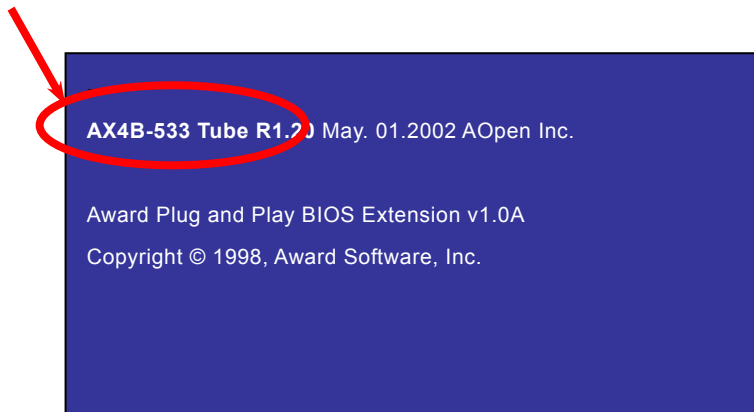 AX4B-533 Tube R1.20 May. 01.2002 AOpen Inc.
Award Plug and Play BIOS Extension v1.0A
Copyright © 1998, Award Software, Inc.